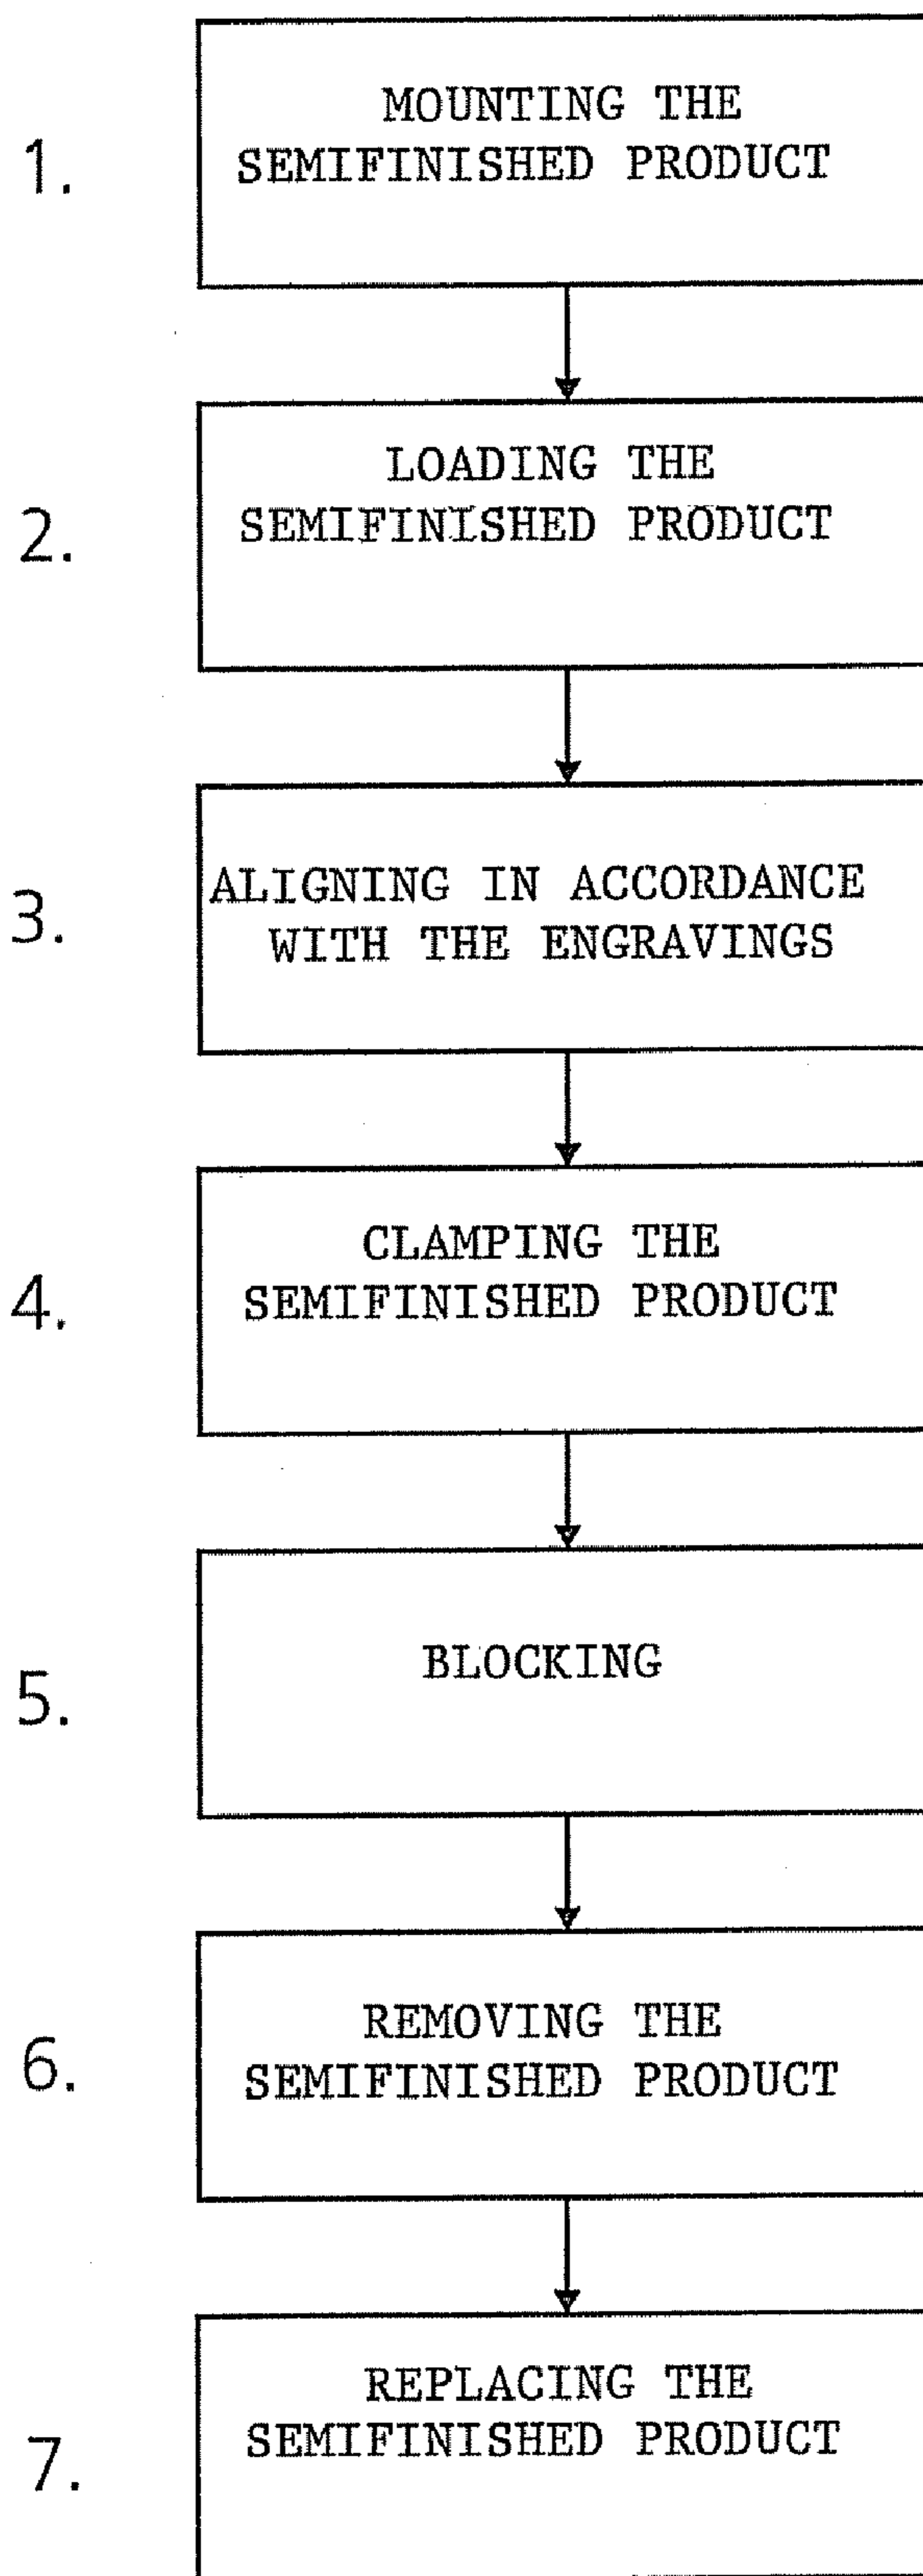 1.
MOUNTING THE
SEMIFINISHED PRODUCT
2.
LOADING THE
SEMIFINISHED PRODUCT
3.
ALIGNING IN ACCORDANCE
WITH THE ENGRAVINGS
4.
CLAMPING THE
SEMIFINISHED PRODUCT
5.
BLOCKING
6.
REMOVING THE
SEMIFINISHED PRODUCT
7.
REPLACING THE
SEMIFINISHED PRODUCT